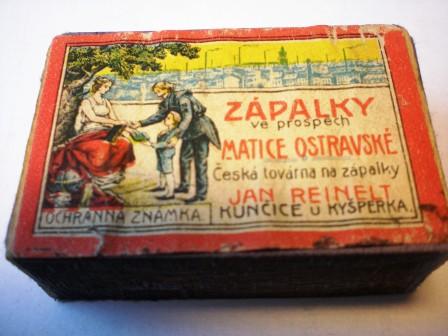 ZÁPALKY
ve prospěch
MATICE OSTRAVSKÉ
Česká továrna na zápalky
JAN REINELT
KUNČICE U KYŠPERKA.
OCHRANNÁ ZNÁMKA.